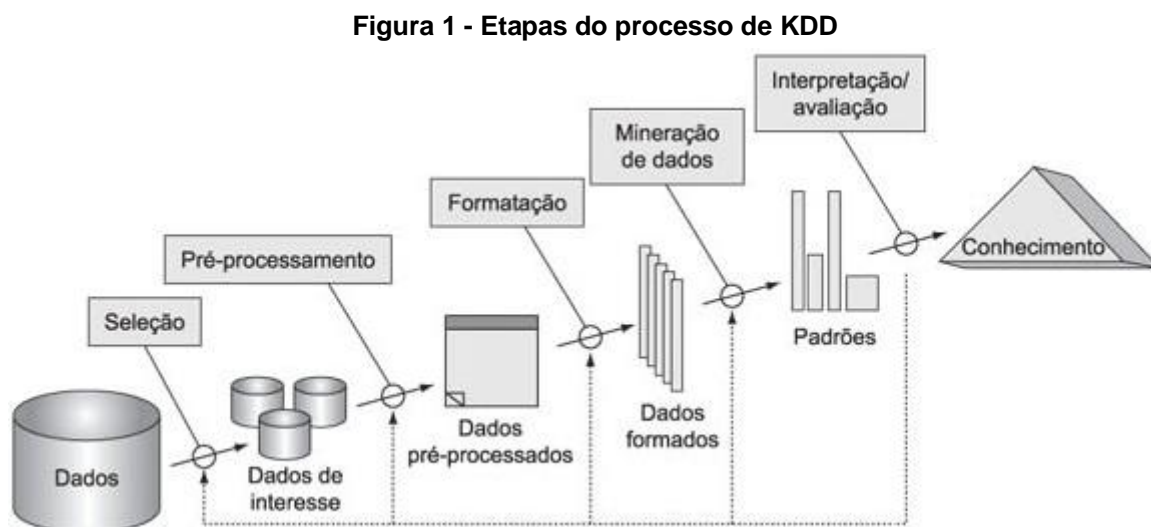 Figura 1 - Etapas do processo de KDD
Interpretação/
avaliação
Mineração
de dados
Formatação
Pré-processamento
Seleção
Conhecimento
Padrões
Dados
formados
Dados
pré-processados
Dados de
interesse
Dados